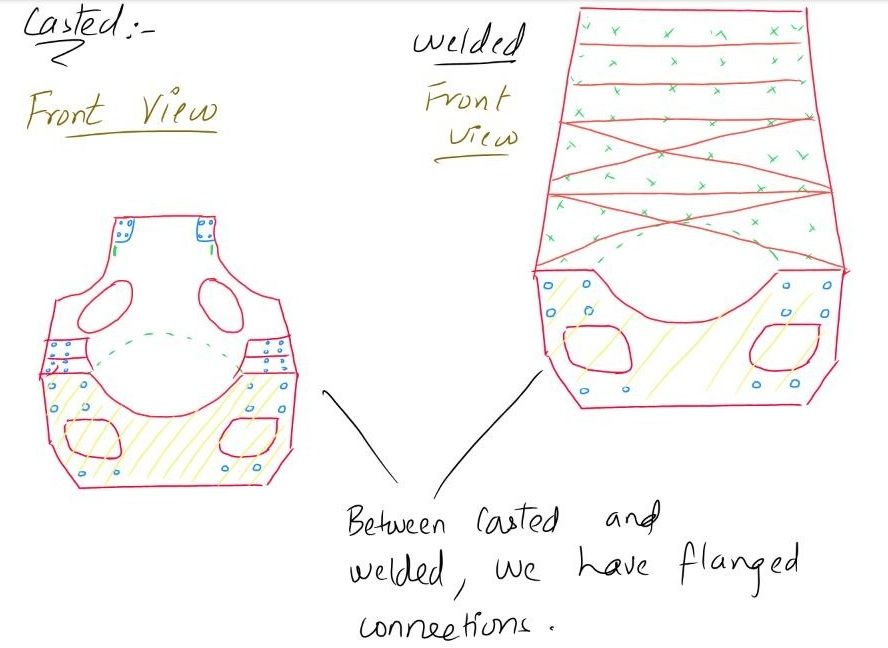 Casted :-
Front View
welded
Front
view
Between Casted and
welded, we have flanged
connections.